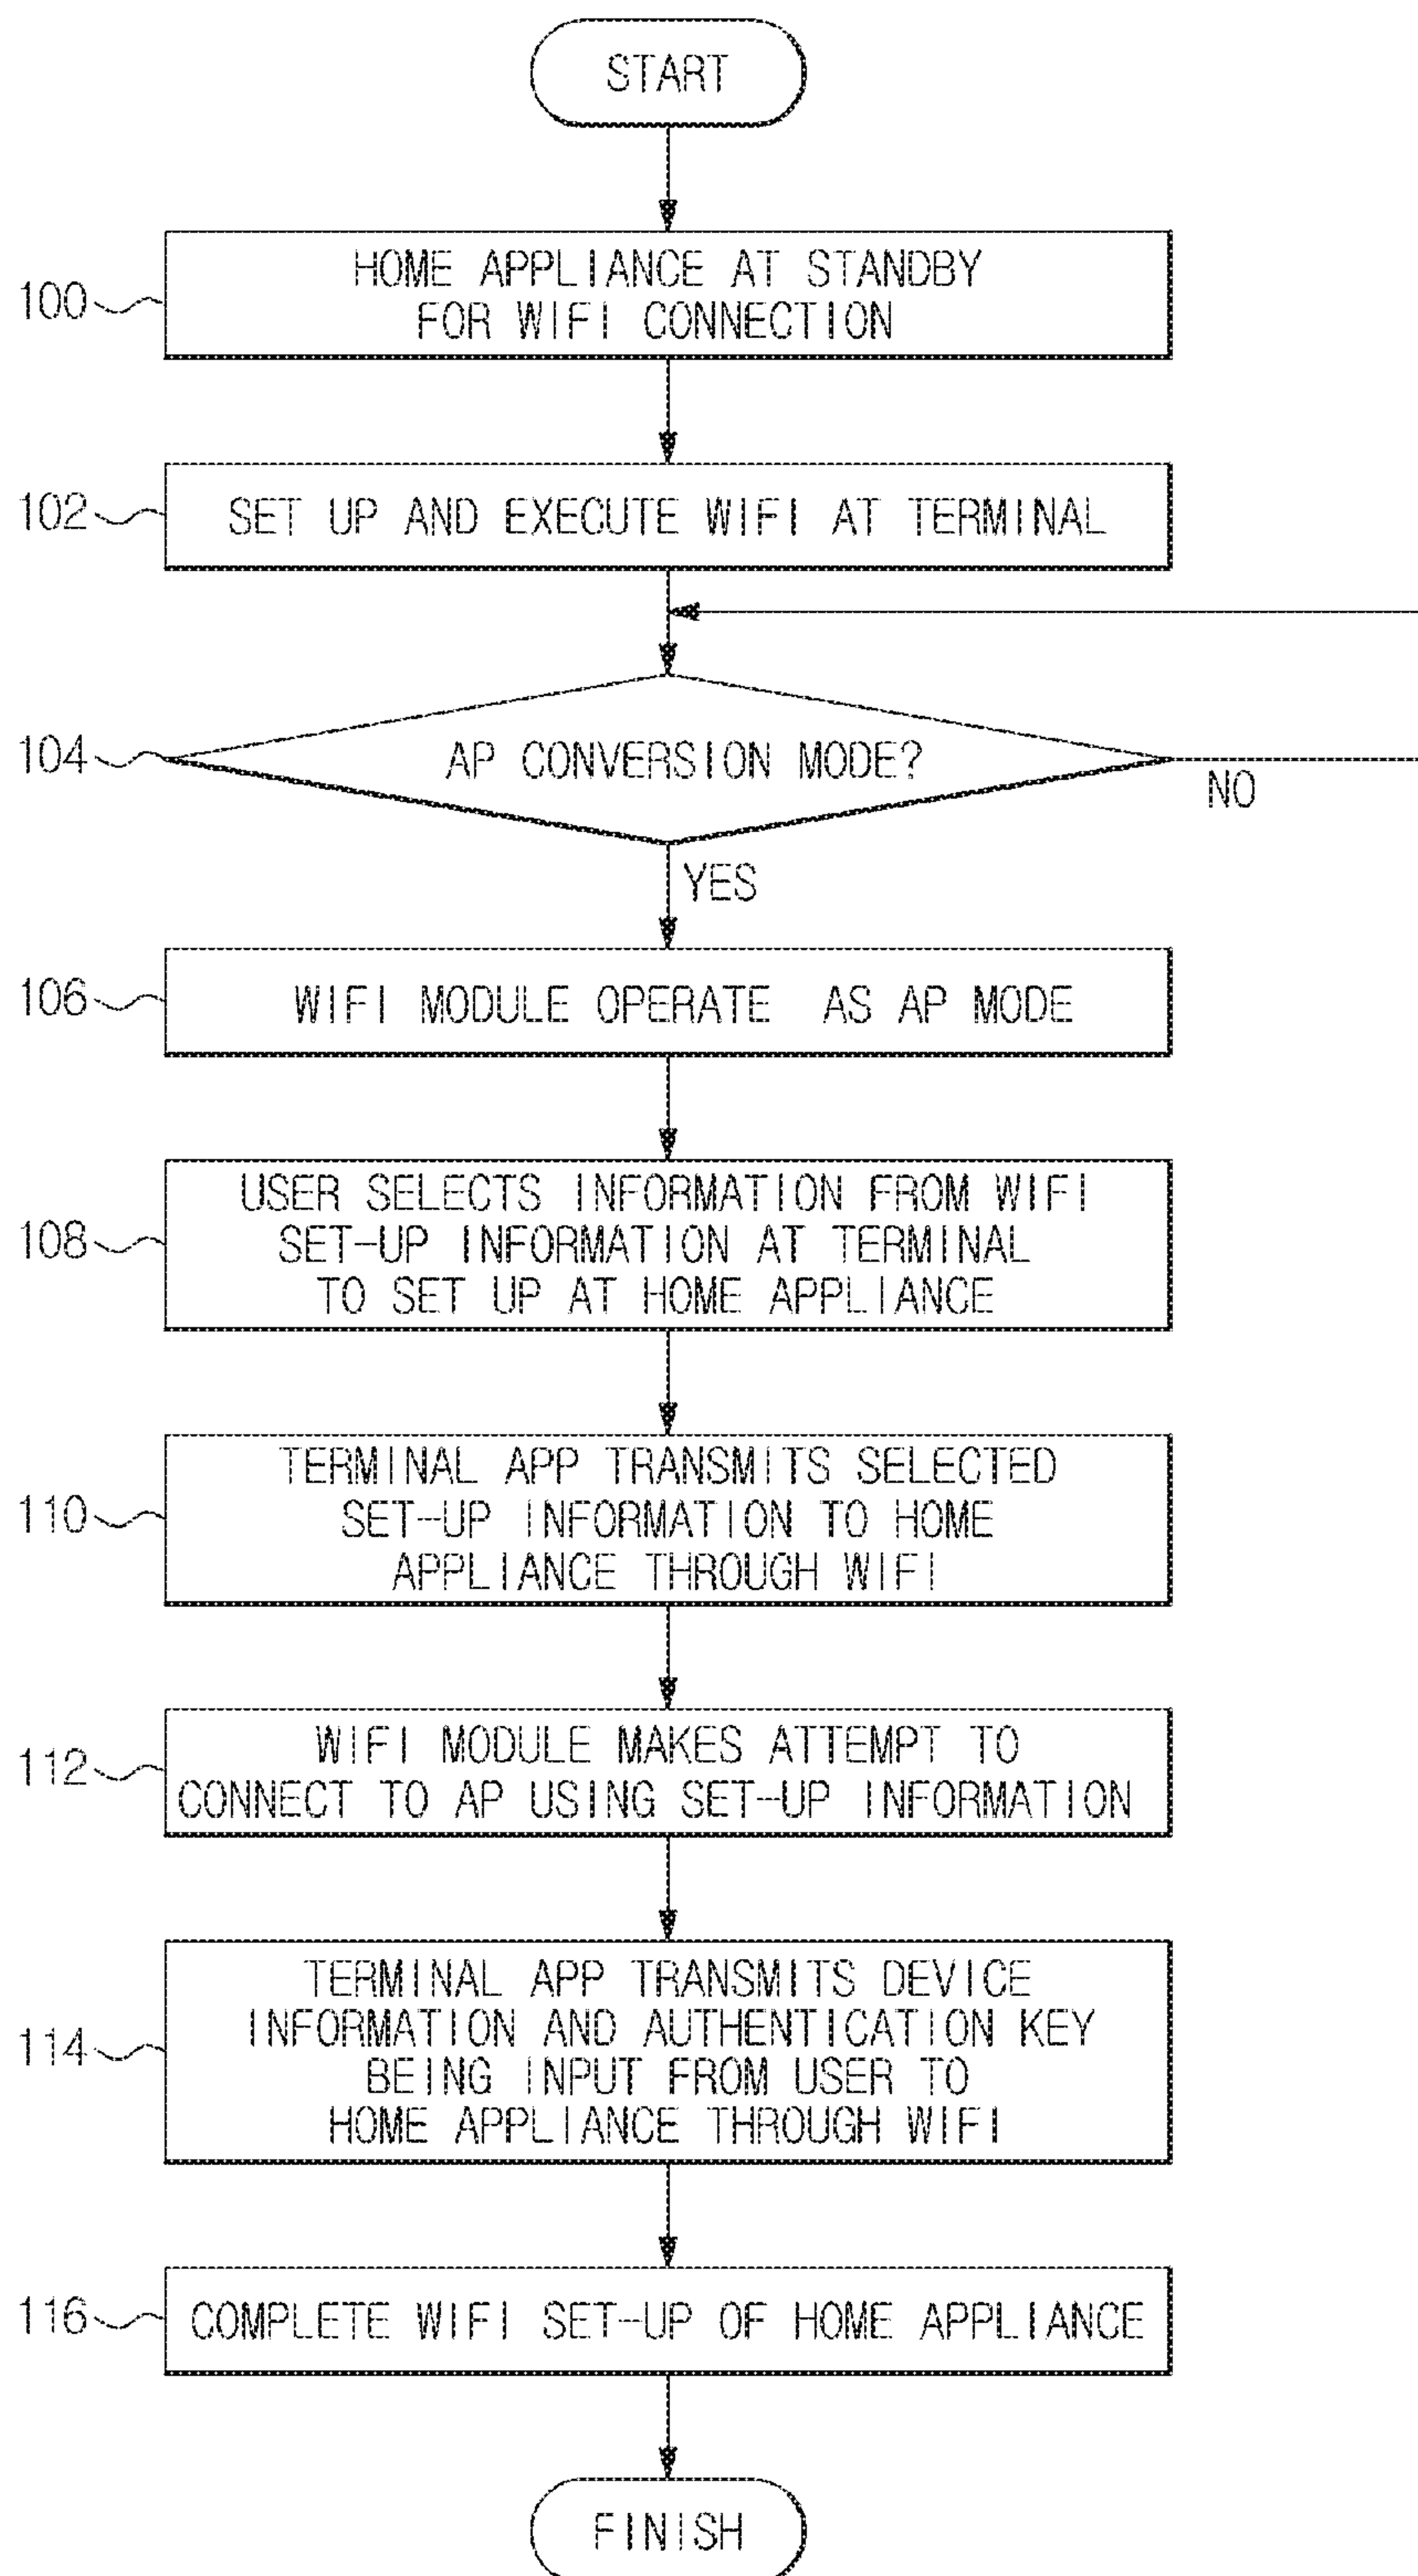 START
100
HOME APPLIANCE AT STANDBY
FOR WIFI CONNECTION
102
SET UP AND EXECUTE WIFI AT TERMINAL
104
AP CONVERSION MODE?
NO
YES
106
WIFI MODULE OPERATE AS AP MODE
108
USER SELECTS INFORMATION FROM WIFI
SET-UP INFORMATION AT TERMINAL
TO SET UP AT HOME APPLIANCE
110
TERMINAL APP TRANSMITS SELECTED
SET-UP INFORMATION TO HOME
APPLIANCE THROUGH WIFI
112
WIFI MODULE MAKES ATTEMPT TO
CONNECT TO AP USING SET-UP INFORMATION
114
TERMINAL APP TRANSMITS DEVICE
INFORMATION AND AUTHENTICATION KEY
BEING INPUT FROM USER TO
HOME APPLIANCE THROUGH WIFI
116
COMPLETE WIFI SET-UP OF HOME APPLIANCE
FINISH